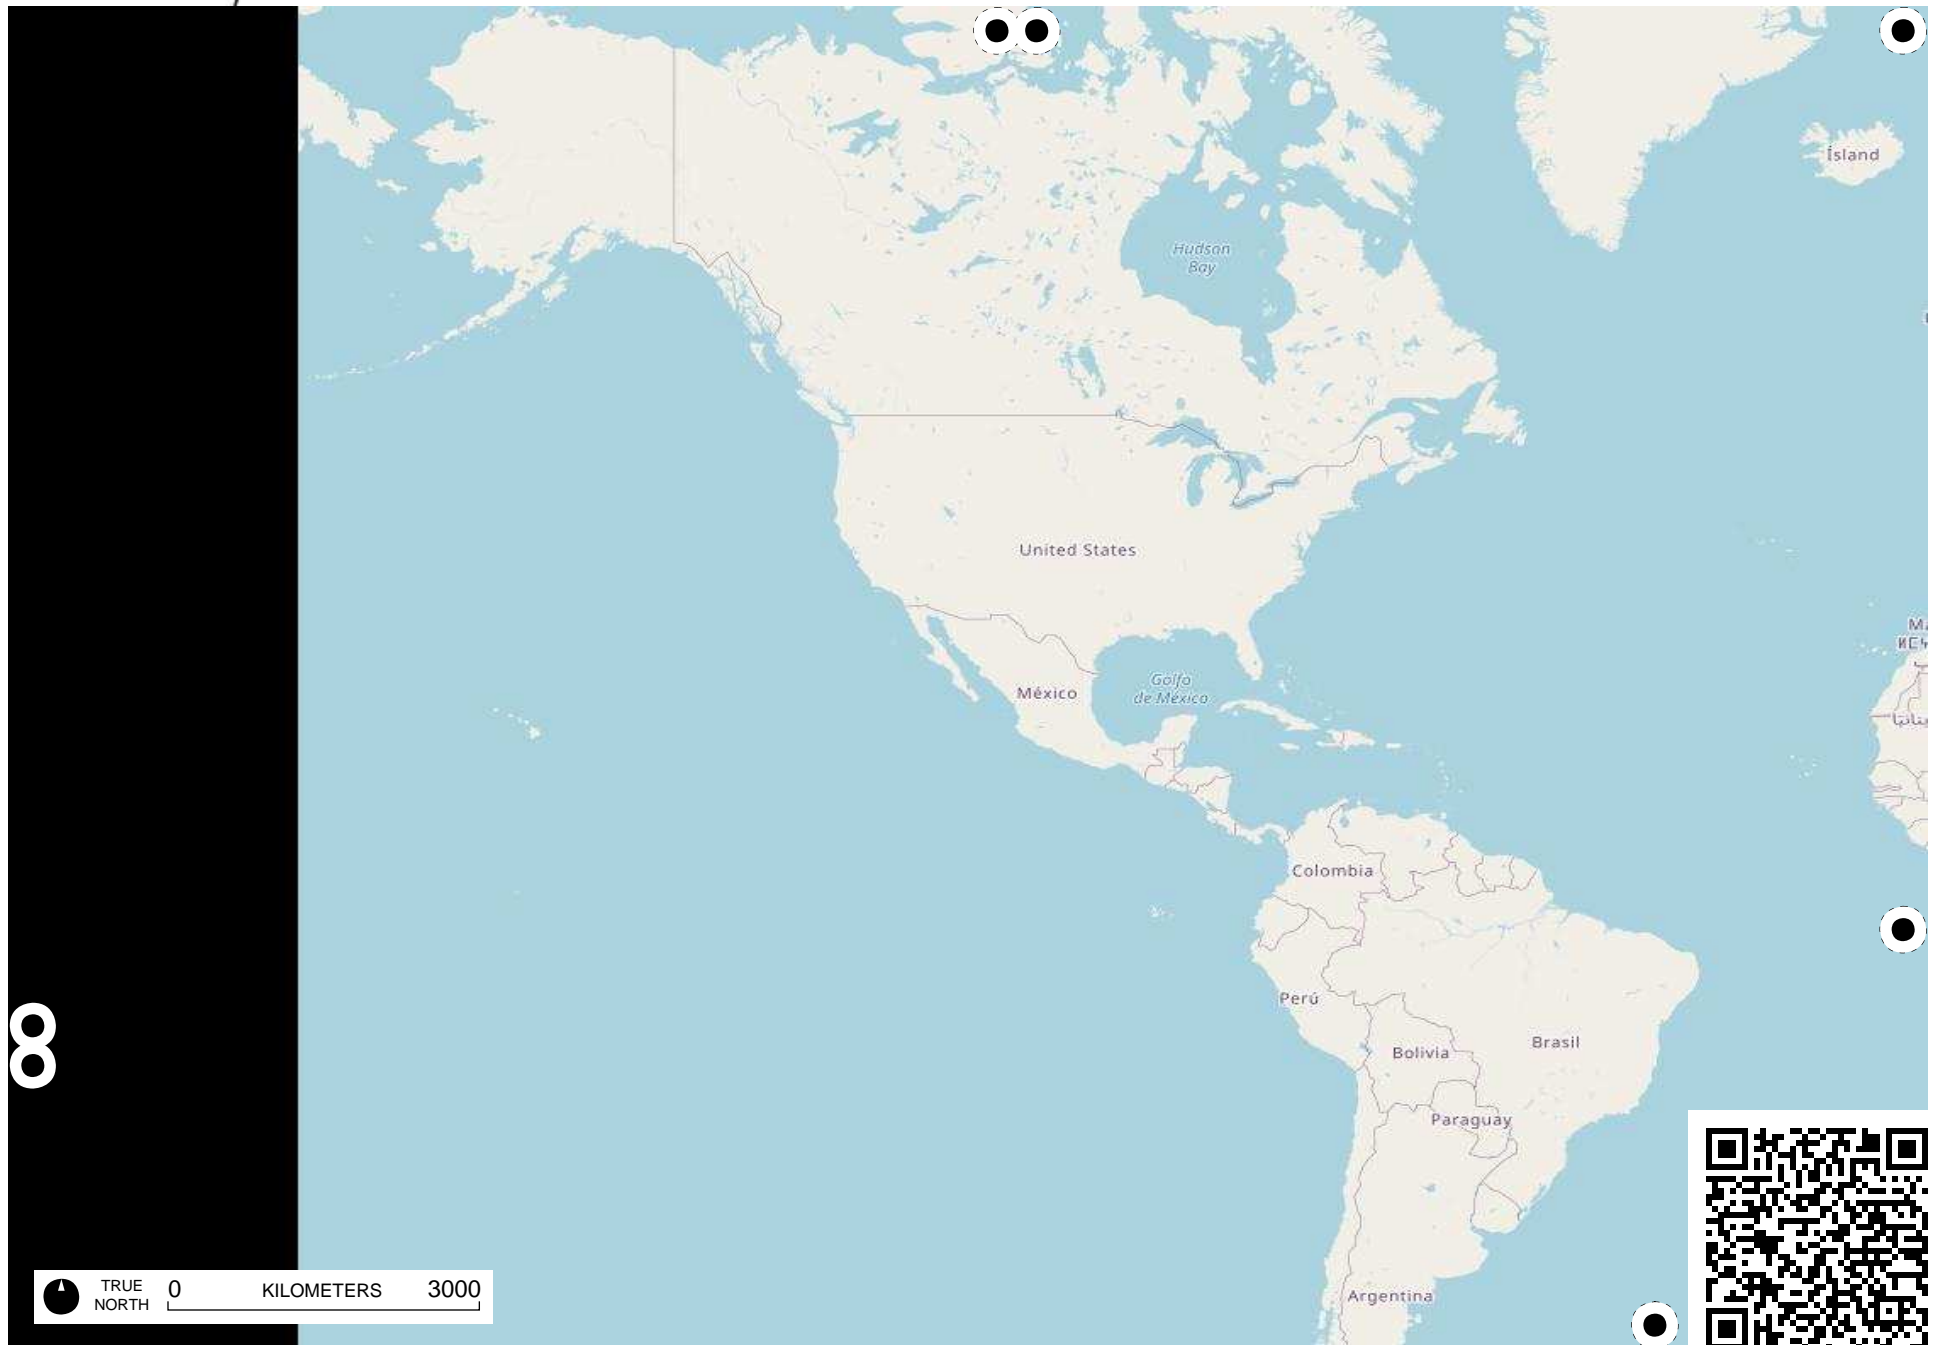 Ísland
Hudson
Bay
United States
México
Golfo
de México
Colombia
Perú
Brasil
Bolivia
Paraguay
Argentina
TRUE
NORTH
0
KILOMETERS
3000